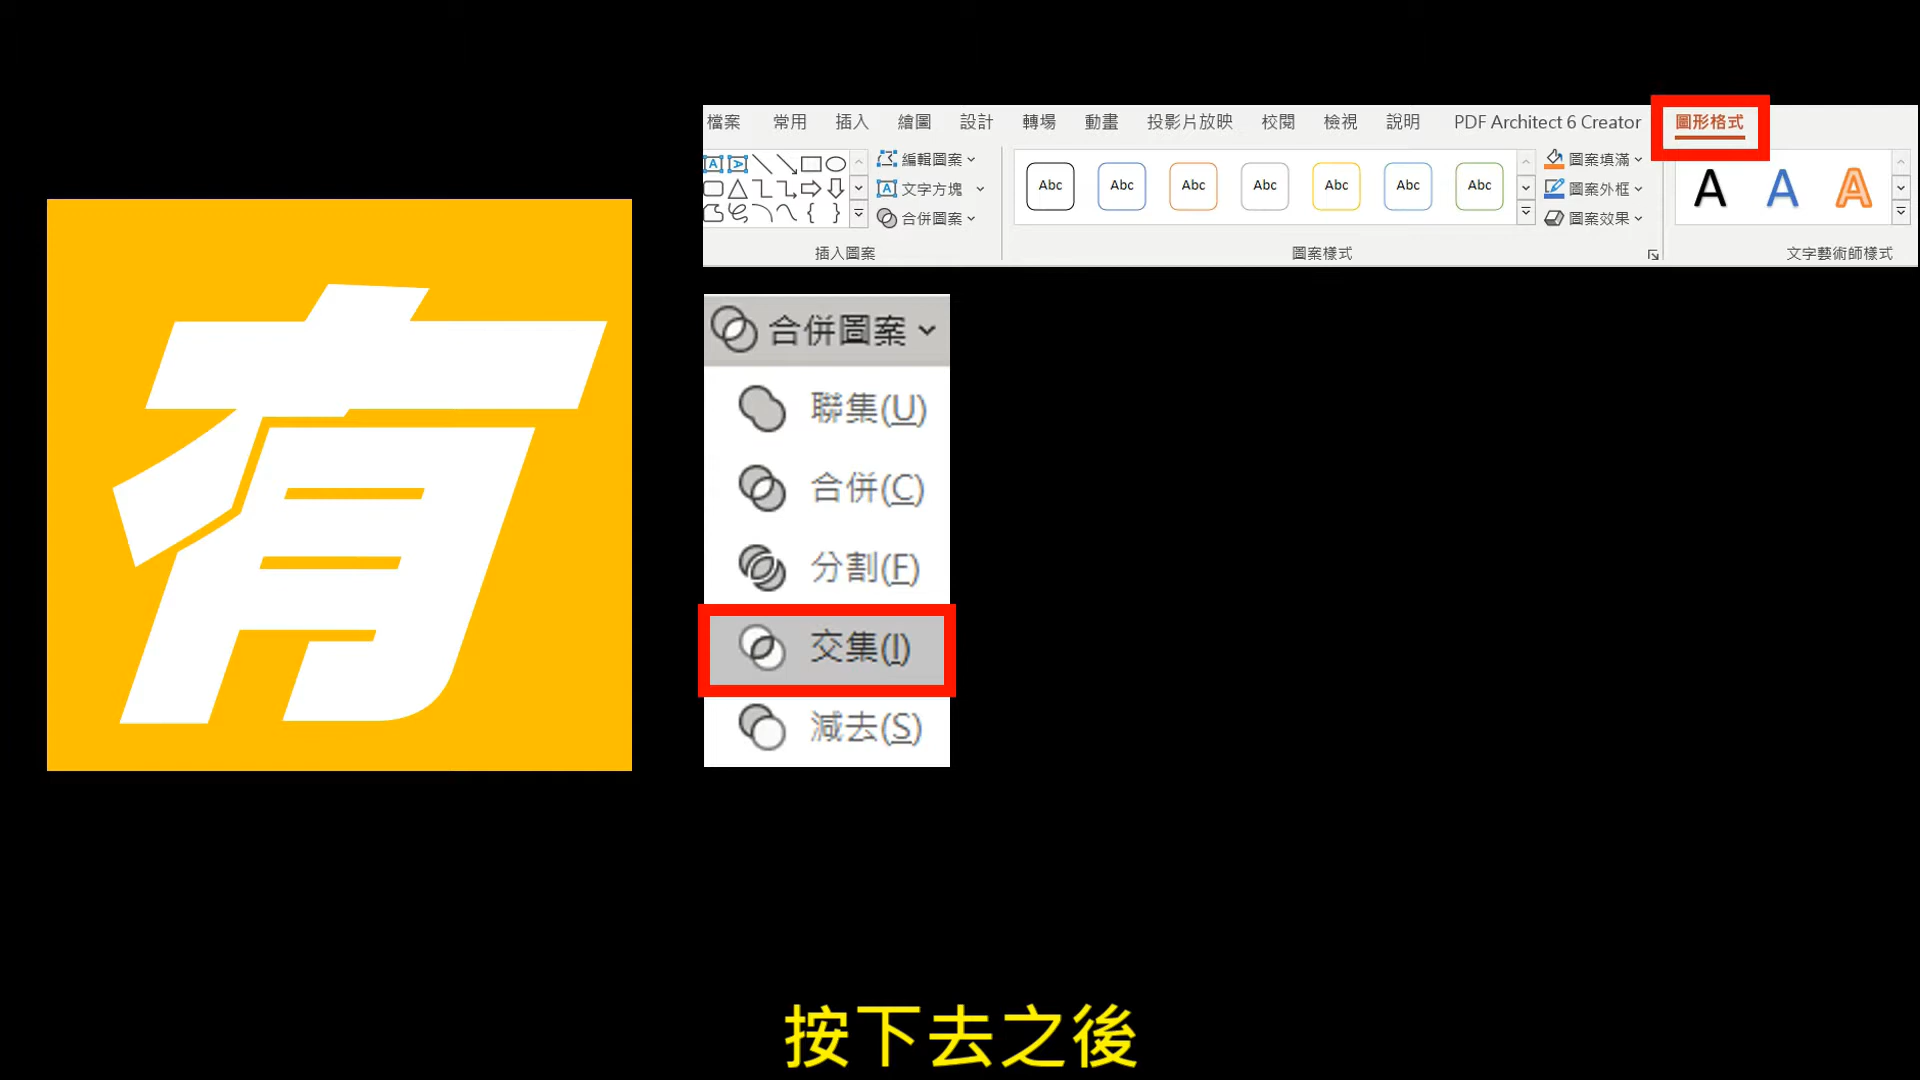 有
檔案 常用 插入 繪圖 設計 轉場 動畫 投影片放映 校閱 檢視 說明 PDF Architect 6 Creator 圖形格式
編輯圖案
A 文字方塊
合併圖案
插入圖案
Abc Abc Abc Abc Abc Abc Abc
圖案樣式
圖案填滿
圖案外框
圖案效果
A A A
文字藝術師樣式
合併圖案
聯集(U)
合併(C)
分割(F)
交集(I)
減去(S)
按下去之後